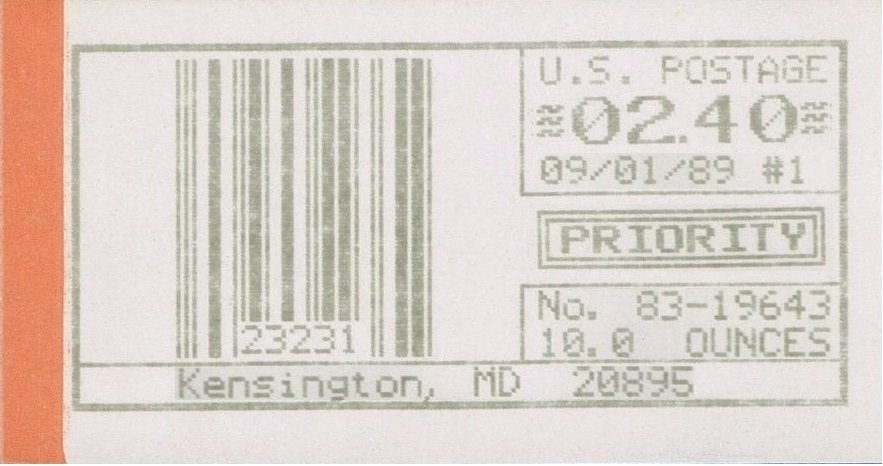 U.S. POSTAGE
≈02.40≈
09/01/89 #1
PRIORITY
No. 83-19643
10.0 OUNCES
23231
Kensington, MD 20895